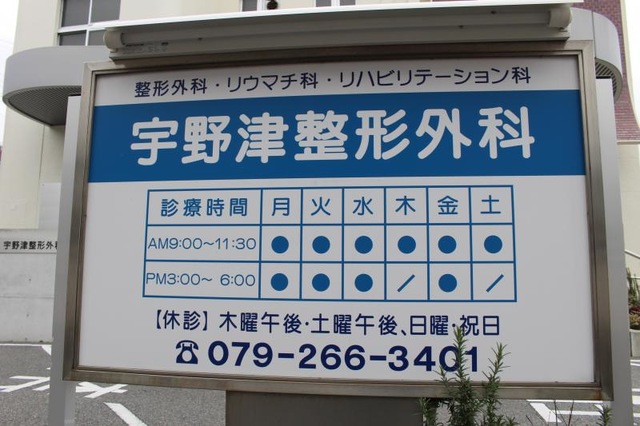 整形外科・リウマチ科・リハビリテーション科
宇野津整形外科
診療時間 月 火 水 木 金 土
AM9:00〜11:30 ● ● ● ● ● ●
PM3:00〜 6:00 ● ● ● / ● /
【休診】 木曜午後・土曜午後、日曜・祝日
☎079-266-3401
宇野津整形外科